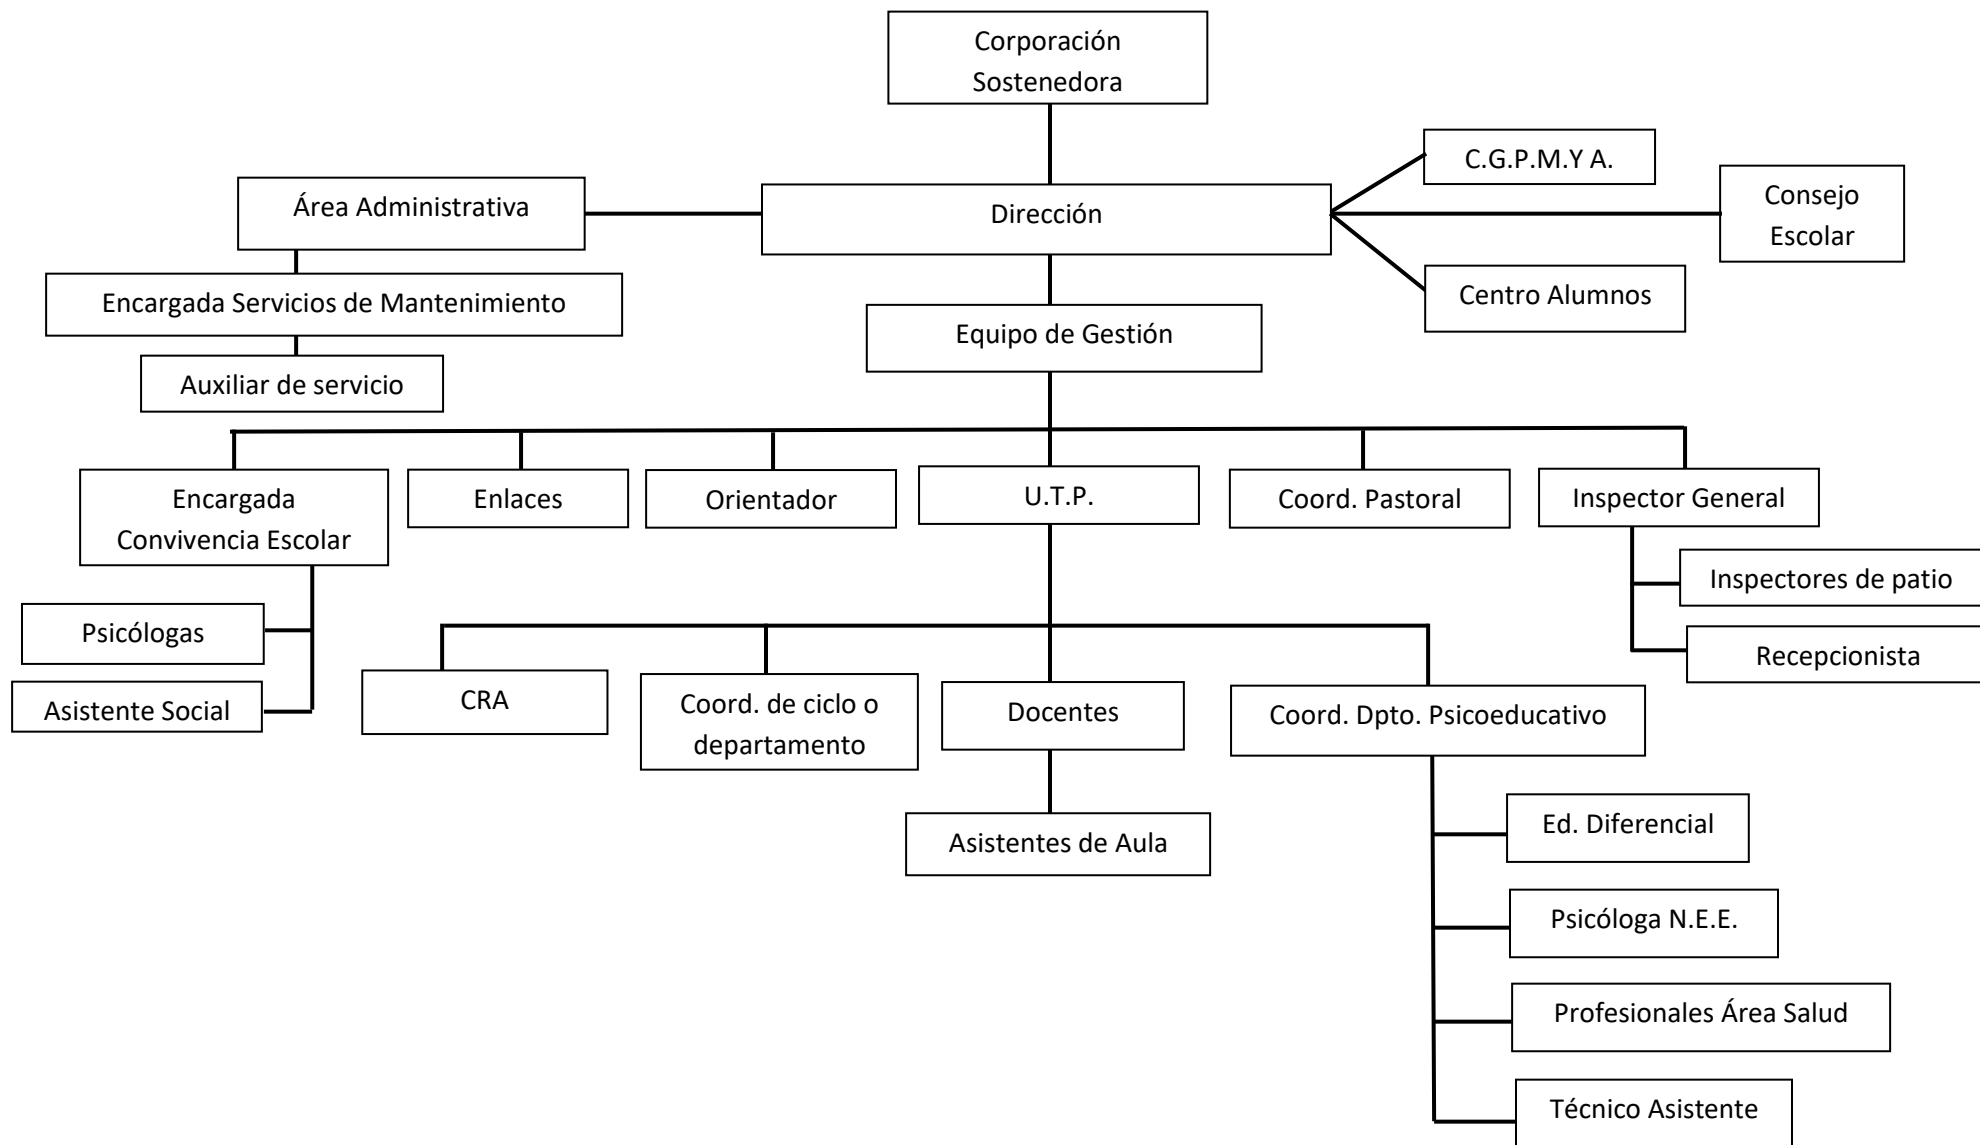 Corporación
Sostenedora
C.G.P.M.Y A.
Área Administrativa
Dirección
Consejo
Escolar
Encargada Servicios de Mantenimiento
Centro Alumnos
Equipo de Gestión
Auxiliar de servicio
Encargada
Convivencia Escolar
Enlaces
Orientador
U.T.P.
Coord. Pastoral
Inspector General
Inspectores de patio
Psicólogas
Recepcionista
Asistente Social
CRA
Coord. de ciclo o
departamento
Docentes
Coord. Dpto. Psicoeducativo
Asistentes de Aula
Ed. Diferencial
Psicóloga N.E.E.
Profesionales Área Salud
Técnico Asistente